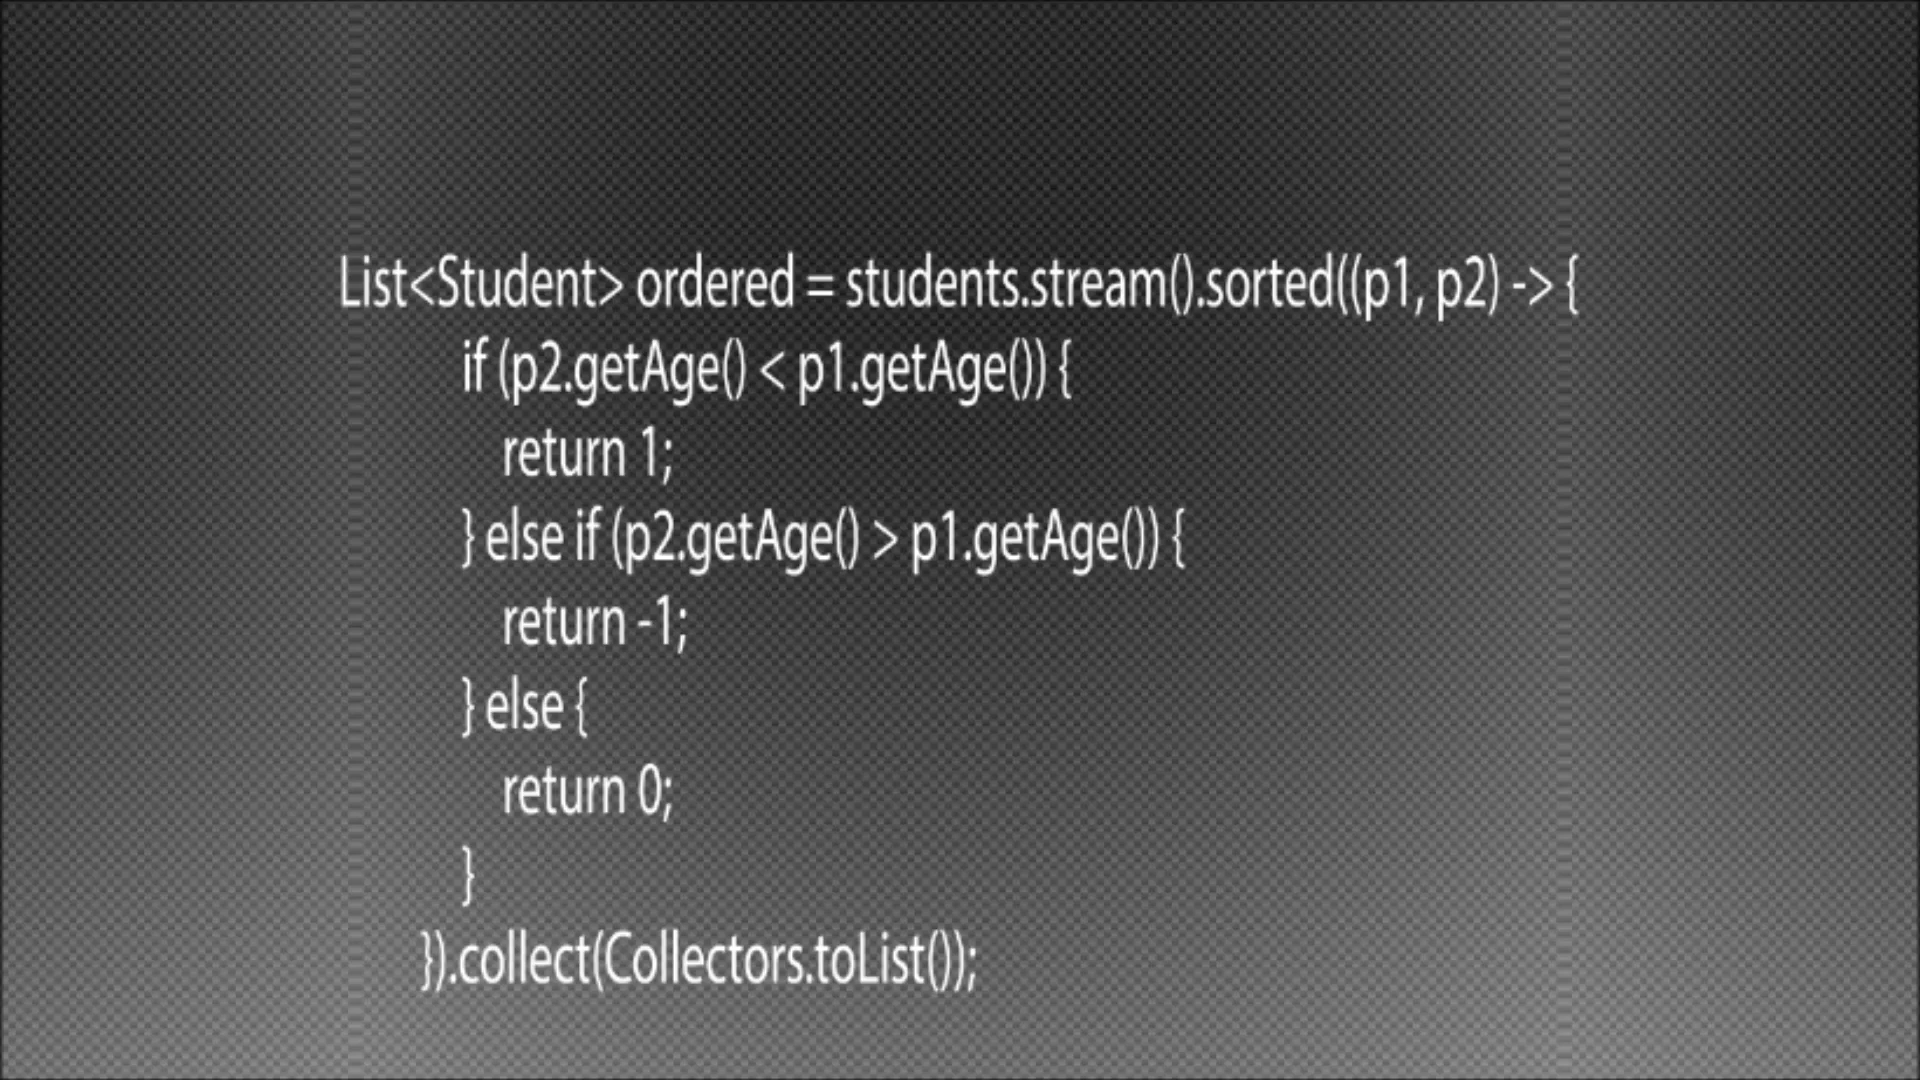 List<Student> ordered = students.stream().sorted((p1, p2) -> {
if (p2.getAge() < p1.getAge()) {
return 1;
} else if (p2.getAge() > p1.getAge()) {
return -1;
} else {
return 0;
}
}).collect(Collectors.toList());